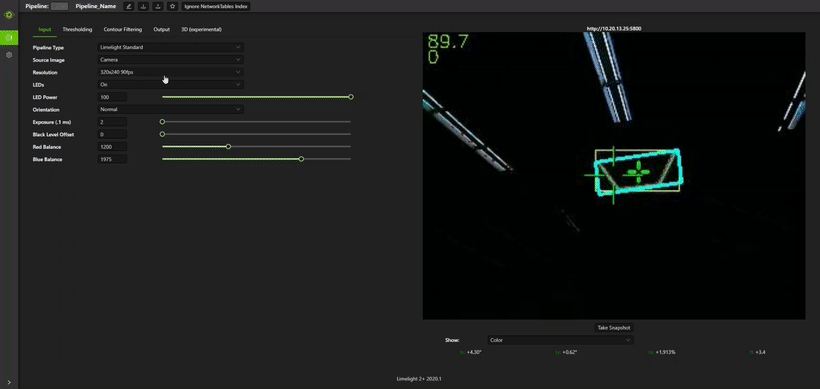 Pipeline: Pipeline_Name Ignore NetworkTables Index
Input Thresholding Contour Filtering Output 3D (experimental)
http://10.20.13.25:5800
Pipeline Type Limelight Standard
Source Image Camera
Resolution 320x240 90fps
LEDs On
LED Power 100
Orientation Normal
Exposure (.1 ms) 2
Black Level Offset 0
Red Balance 1200
Blue Balance 1975
89.7
0
Take Snapshot
Show: Color
+4.30° +0.62° +1.913% +3.4
Limelight 2+ 2020.1